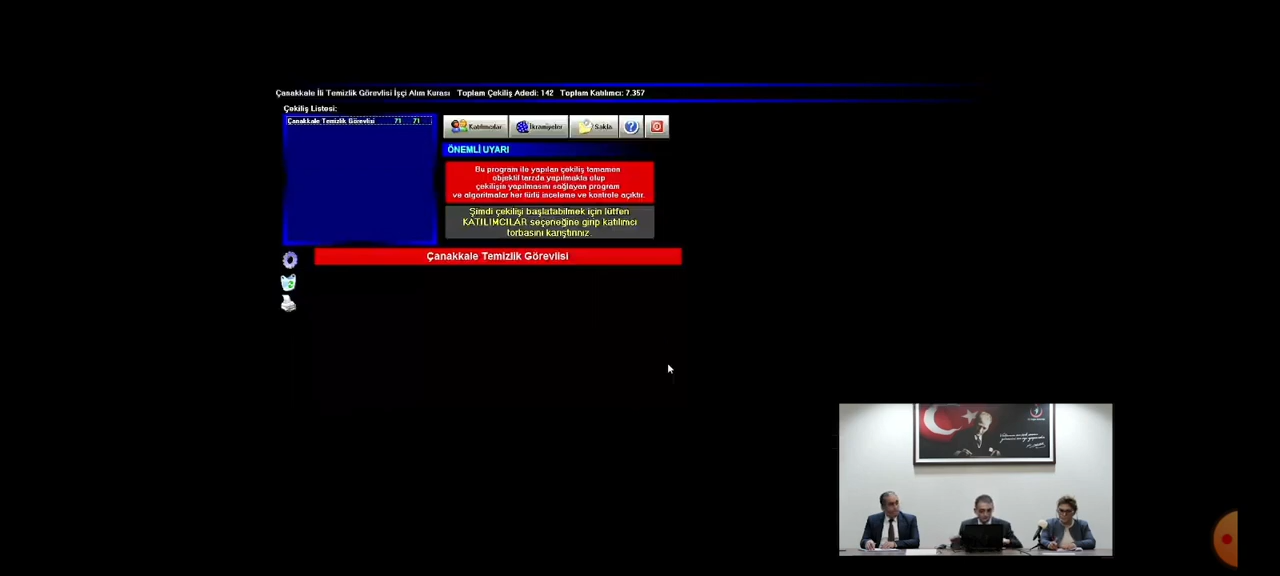 Çanakkale İli Temizlik Görevlisi İşçi Alım Kurası Toplam Çekiliş Adedi: 142 Toplam Katılımcı: 7.357
Çekiliş Listesi:
Çanakkale Temizlik Görevlisi 71 71
Katılımcılar İkramiyeler Sakla
ÖNEMLİ UYARI
Bu program ile yapılan çekiliş tamamen
objektif tarzda yapılmakta olup
çekilişin yapılmasını sağlayan program
ve algoritmalar her türlü inceleme ve kontrole açıktır.
Şimdi çekilişi başlutabilmek için lütfen
KATILIMCILAR seçeneğine girip katılımcı
torbasını karıştırınız.
Çanakkale Temizlik Görevlisi